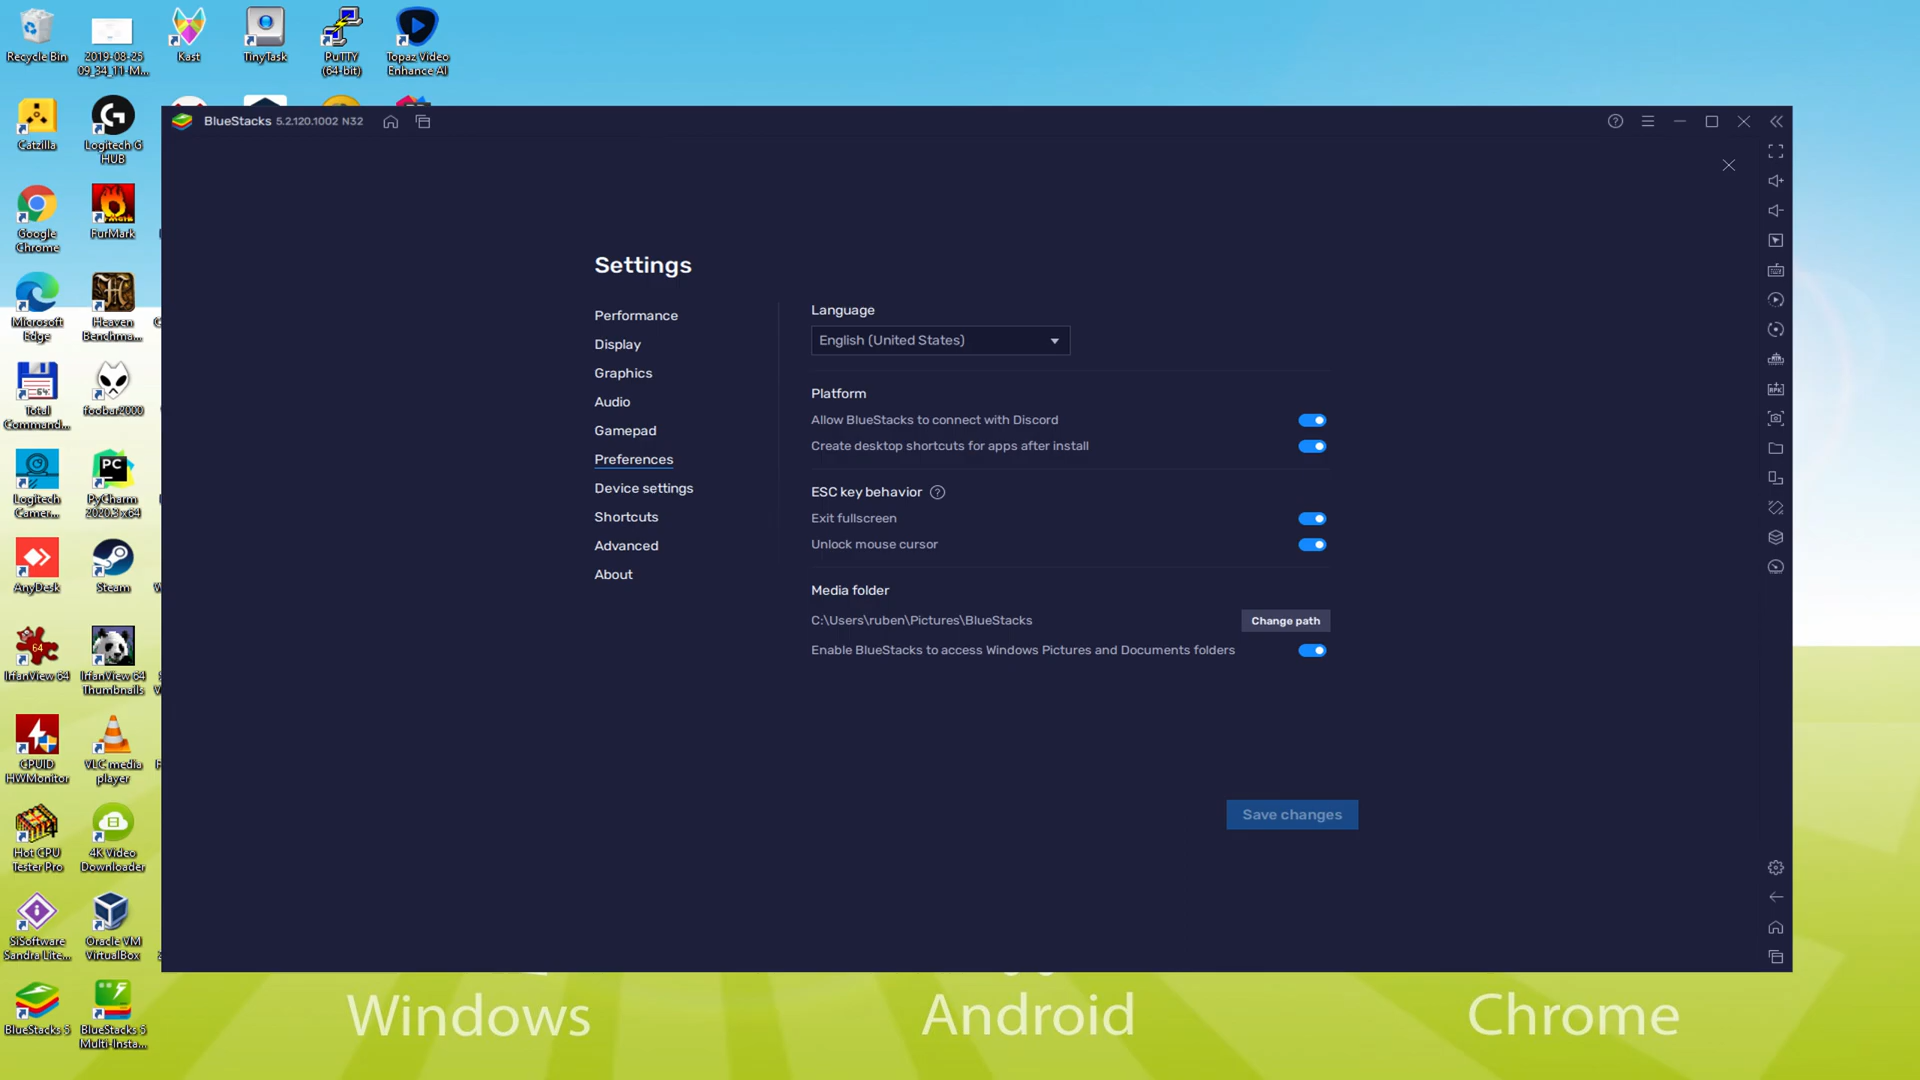 Recycle Bin
2019-08-25
09_34_11-M...
Kast
TinyTask
PuTTY
(64-bit)
Topaz Video
Enhance AI
Catzilla
Logitech G
HUB
Google
Chrome
FurMark
Microsoft
Edge
Heaven
Benchma...
Total
Command...
foobar2000
Logitech
Camer...
PyCharm
2020.3 x64
AnyDesk
Steam
IrfanView 64
IrfanView 64
Thumbnails
CPUID
HWMonitor
VLC media
player
Hot CPU
Tester Pro
4K Video
Downloader
SiSoftware
Sandra Lite...
Oracle VM
VirtualBox
BlueStacks 5
BlueStacks 5
Multi-Insta...
BlueStacks 5.2.120.1002 N32
Settings
Performance
Display
Graphics
Audio
Gamepad
Preferences
Device settings
Shortcuts
Advanced
About
Language
English (United States)
Platform
Allow BlueStacks to connect with Discord
Create desktop shortcuts for apps after install
ESC key behavior
Exit fullscreen
Unlock mouse cursor
Media folder
C:\Users\ruben\Pictures\BlueStacks
Change path
Enable BlueStacks to access Windows Pictures and Documents folders
Save changes
Windows
Android
Chrome